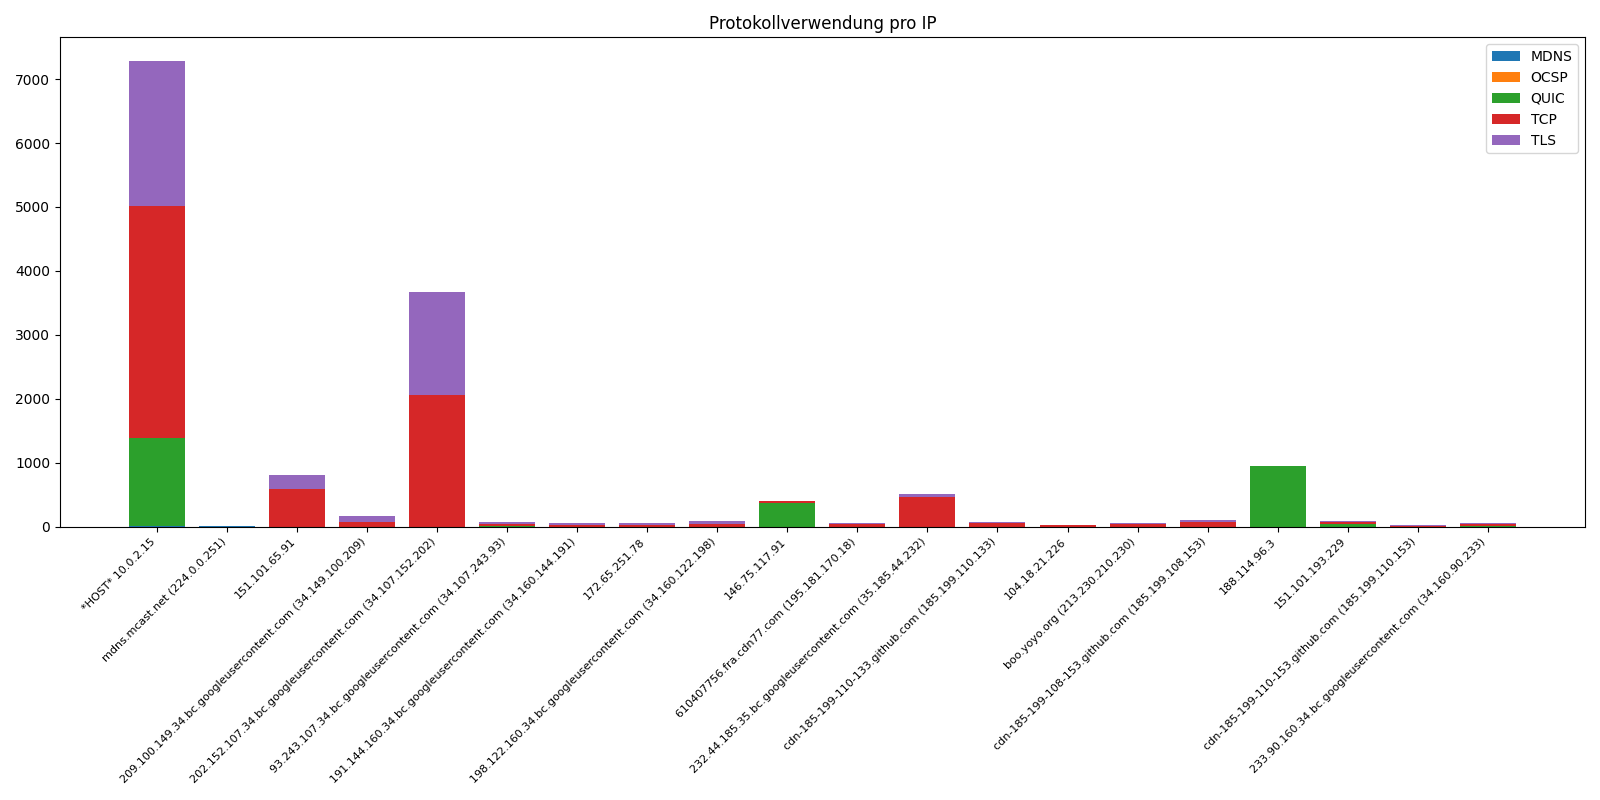 Protokollverwendung pro IP
MDNS
OCSP
QUIC
TCP
TLS
7000
6000
5000
4000
3000
2000
1000
0
*HOST* 10.0.2.15
mdns.mcast.net (224.0.0.251)
151.101.65.91
209.100.149.34.bc.googleusercontent.com (34.149.100.209)
202.152.107.34.bc.googleusercontent.com (34.107.152.202)
93.243.107.34.bc.googleusercontent.com (34.107.243.93)
191.144.160.34.bc.googleusercontent.com (34.160.144.191)
172.65.251.78
198.122.160.34.bc.googleusercontent.com (34.160.122.198)
146.75.117.91
610407756.fra.cdn77.com (195.181.170.18)
232.44.185.35.bc.googleusercontent.com (35.185.44.232)
cdn-185-199-110-133.github.com (185.199.110.133)
104.18.21.226
boo.yoyo.org (213.230.210.230)
cdn-185-199-108-153.github.com (185.199.108.153)
188.114.96.3
151.101.193.229
cdn-185-199-110-153.github.com (185.199.110.153)
233.90.160.34.bc.googleusercontent.com (34.160.90.233)